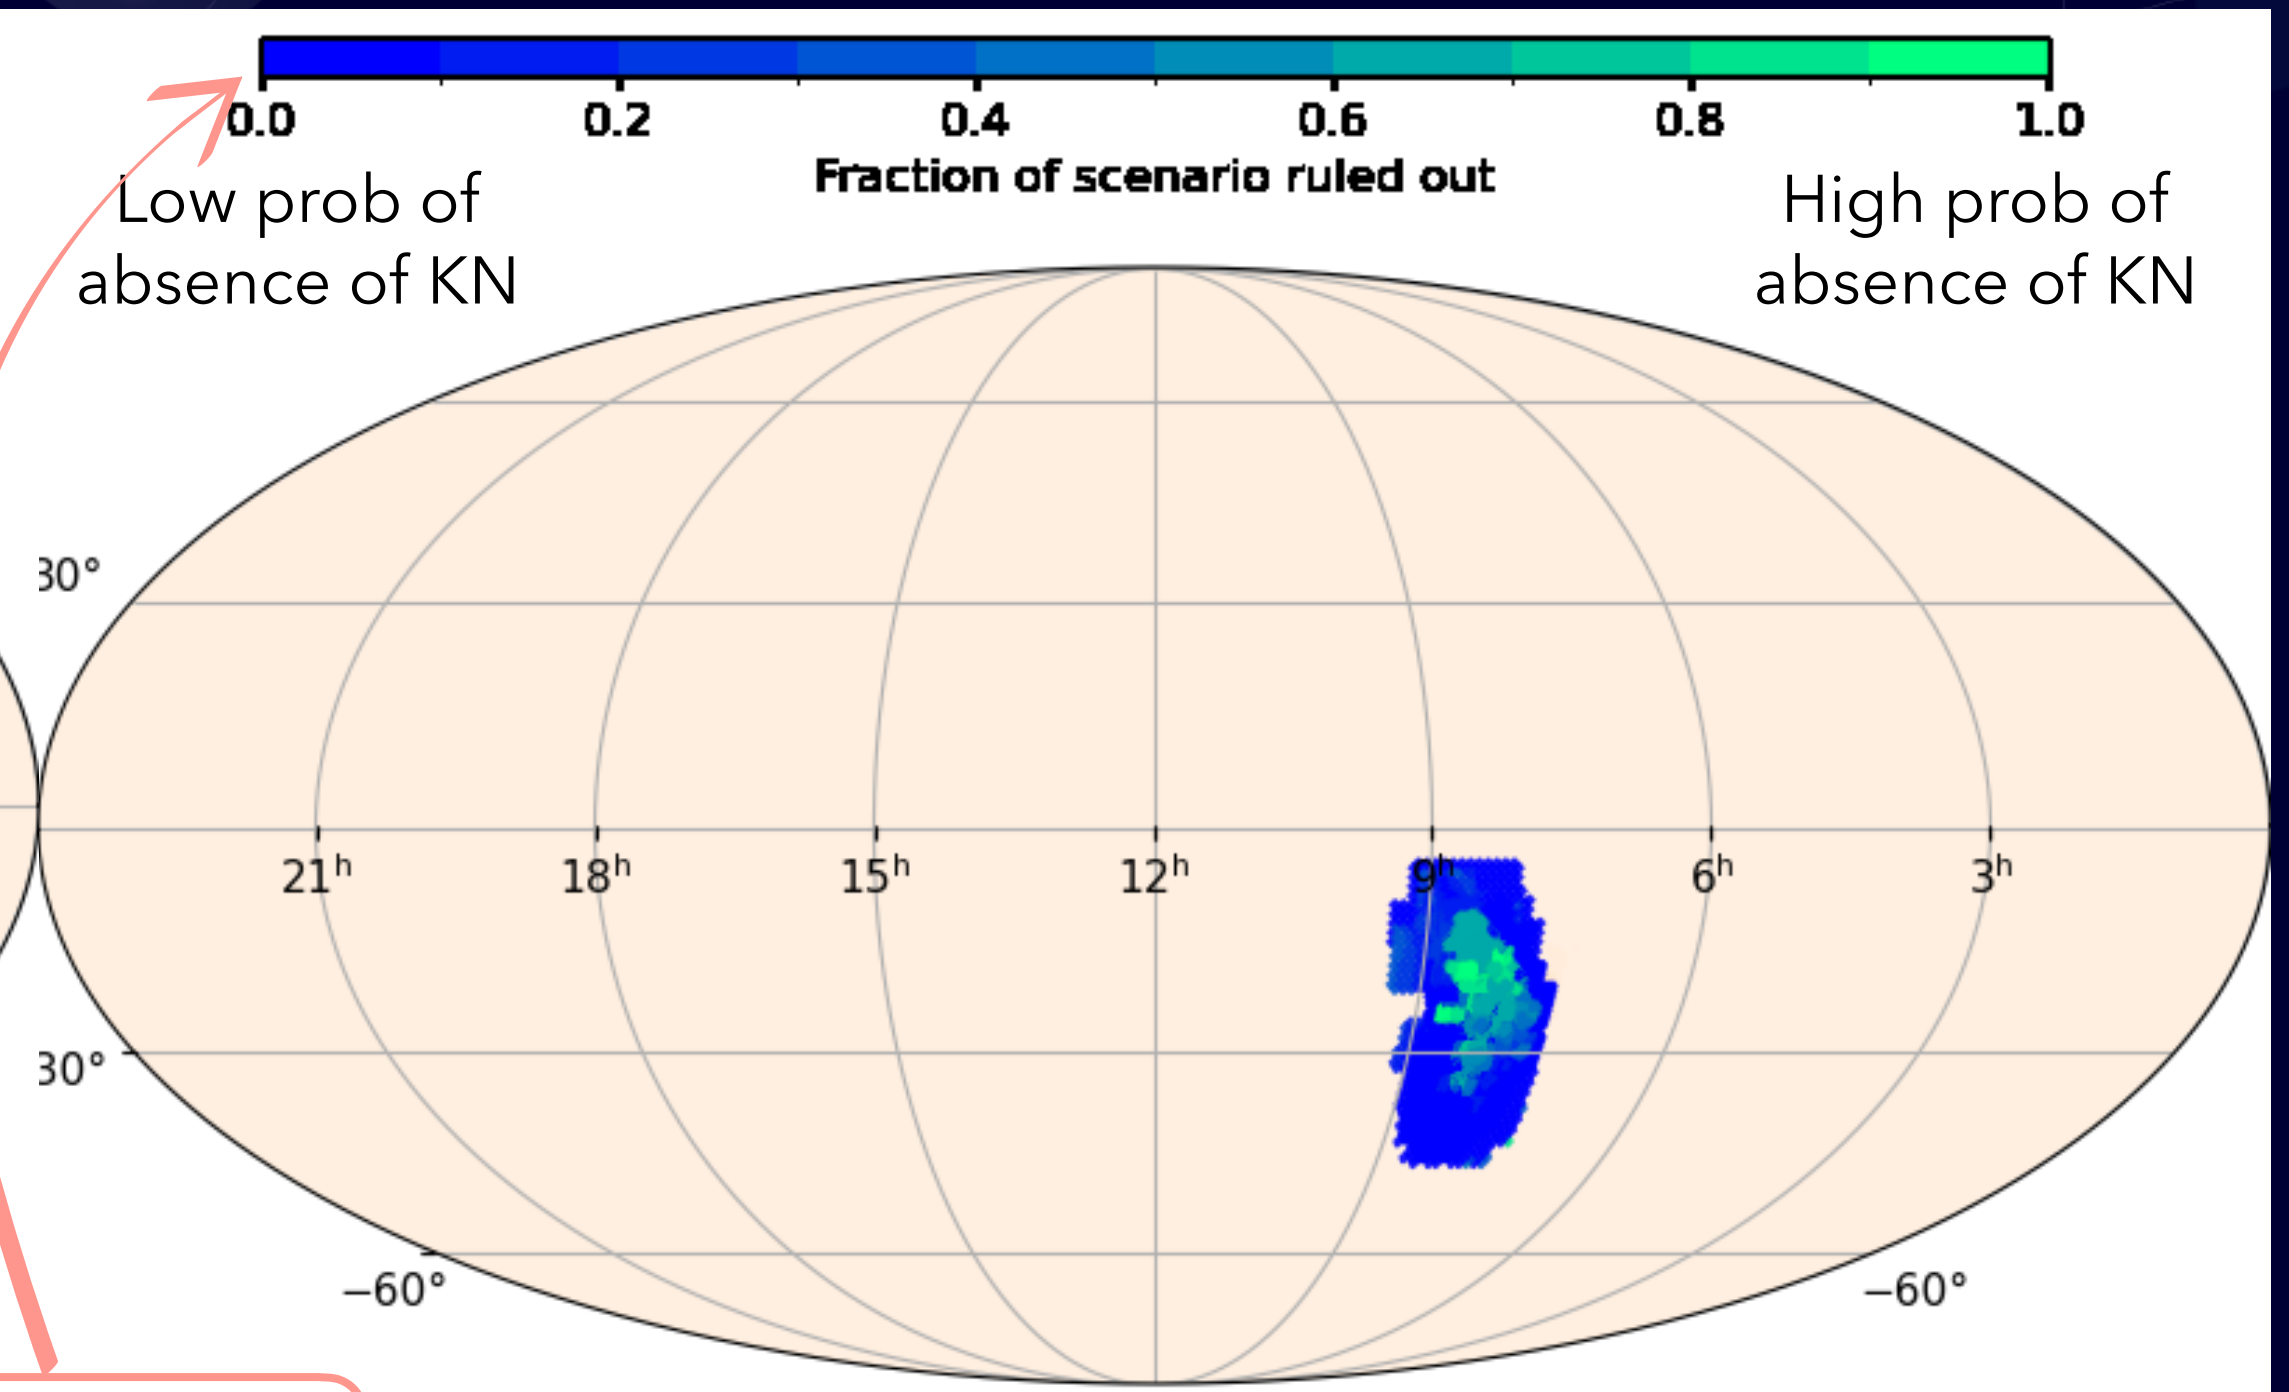 0.0 0.2 0.4 0.6 0.8 1.0
Fraction of scenario ruled out
Low prob of
absence of KN
High prob of
absence of KN
30°
21h 18h 15h 12h 9h 6h 3h
30°
−60° −60°